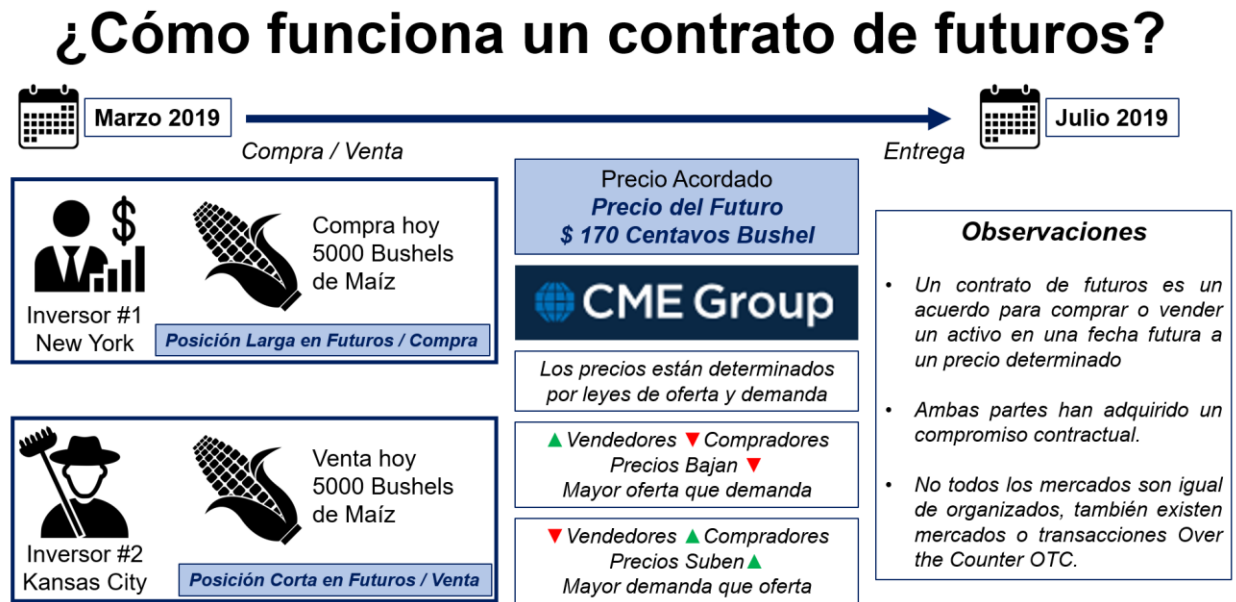 ¿Cómo funciona un contrato de futuros?
Marzo 2019
Julio 2019
Compra / Venta
Entrega
Inversor #1
New York
Compra hoy
5000 Bushels
de Maíz
Posición Larga en Futuros / Compra
Inversor #2
Kansas City
Venta hoy
5000 Bushels
de Maíz
Posición Corta en Futuros / Venta
Precio Acordado
Precio del Futuro
$ 170 Centavos Bushel
CME Group
Los precios están determinados
por leyes de oferta y demanda
▲ Vendedores ▼ Compradores
Precios Bajan ▼
Mayor oferta que demanda
▼ Vendedores ▲ Compradores
Precios Suben ▲
Mayor demanda que oferta
Observaciones
• Un contrato de futuros es un
acuerdo para comprar o vender
un activo en una fecha futura a
un precio determinado
• Ambas partes han adquirido un
compromiso contractual.
• No todos los mercados son igual
de organizados, también existen
mercados o transacciones Over
the Counter OTC.